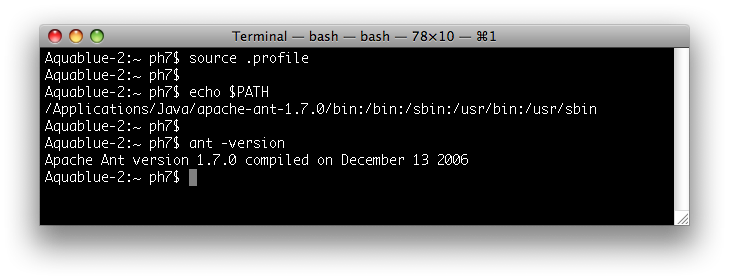 Terminal — bash — bash — 78×10 — ⌘1
Aquablue-2:~ ph7$ source .profile
Aquablue-2:~ ph7$
Aquablue-2:~ ph7$ echo $PATH
/Applications/Java/apache-ant-1.7.0/bin:/bin:/sbin:/usr/bin:/usr/sbin
Aquablue-2:~ ph7$
Aquablue-2:~ ph7$ ant -version
Apache Ant version 1.7.0 compiled on December 13 2006
Aquablue-2:~ ph7$